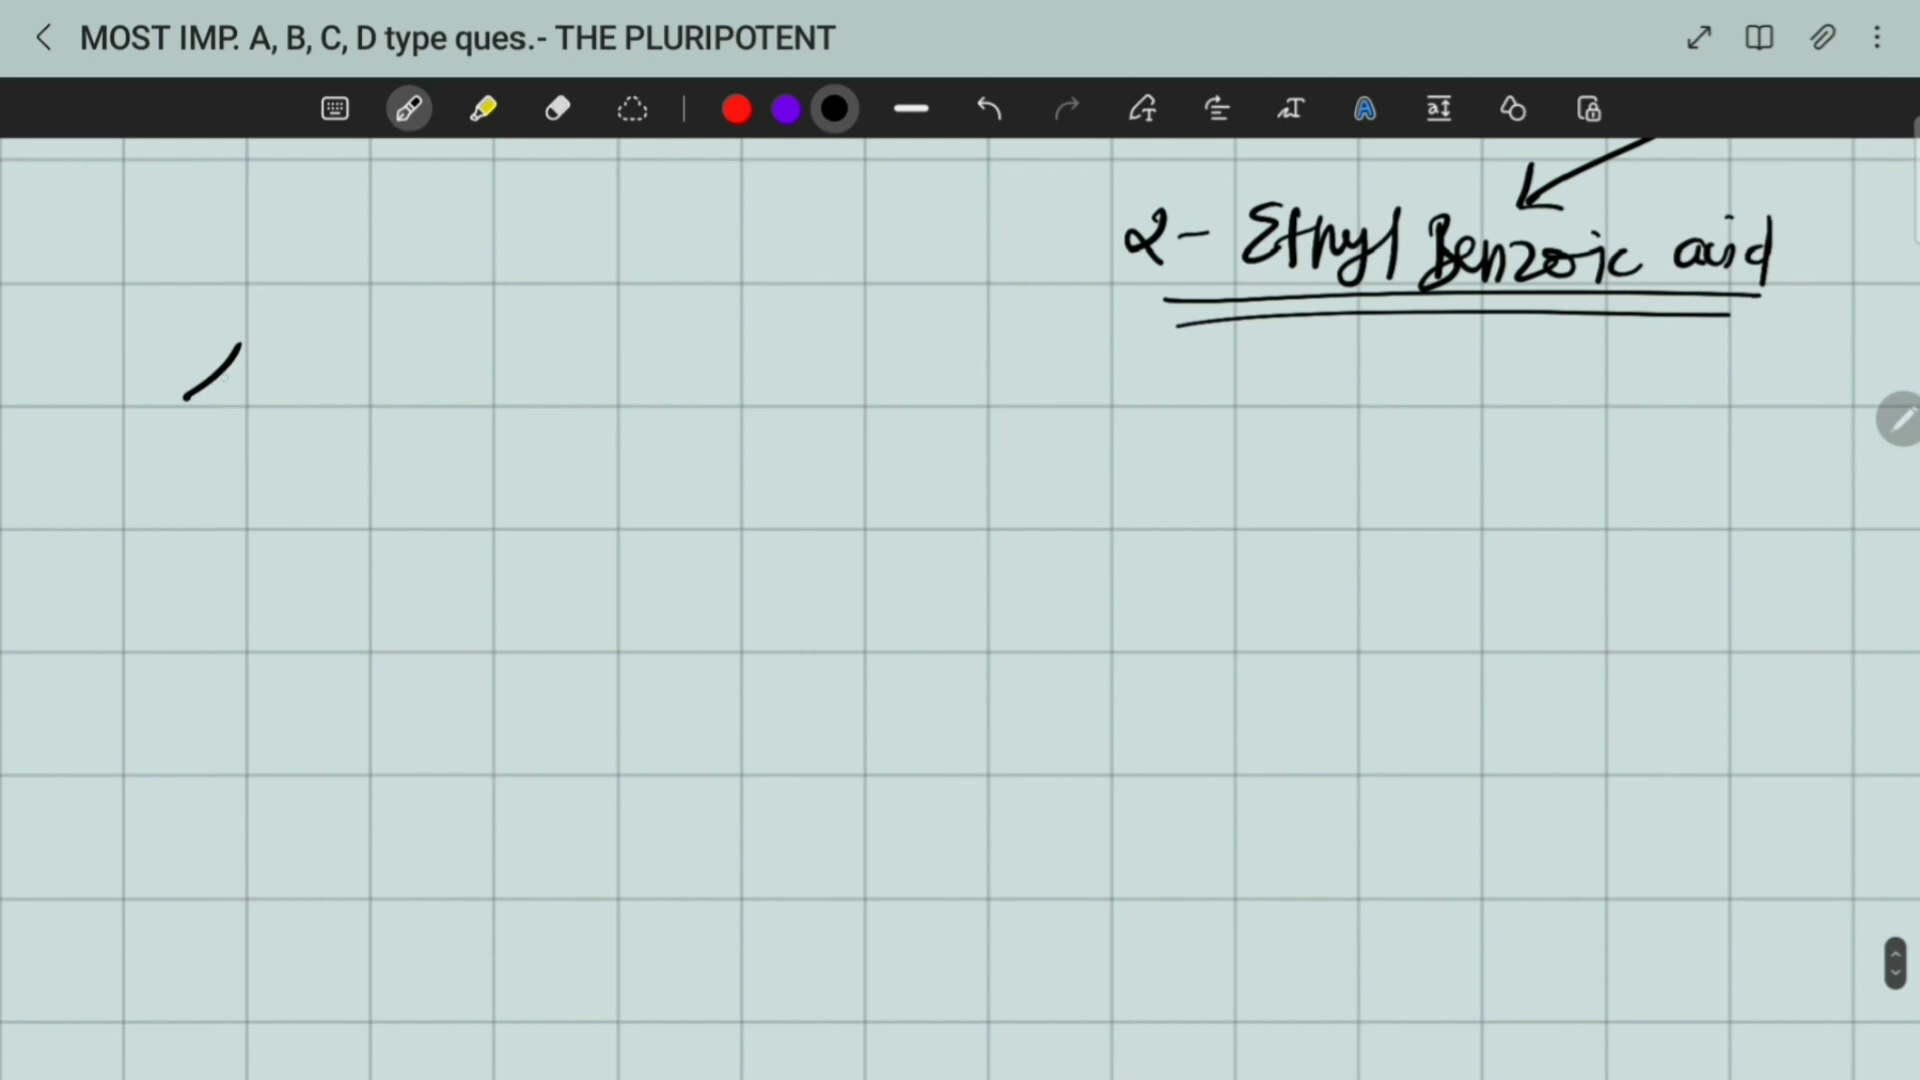 MOST IMP. A, B, C, D type ques.- THE PLURIPOTENT
2- Ethyl Benzoic acid